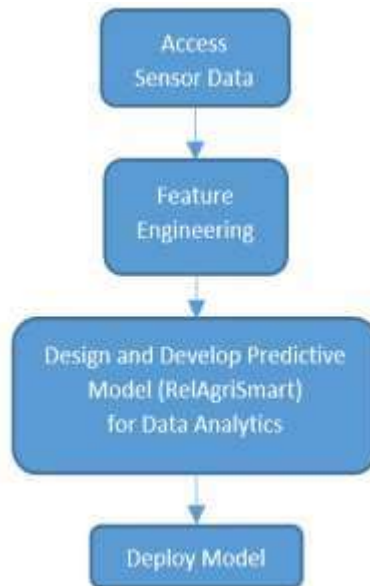 Access
Sensor Data
Feature
Engineering
Design and Develop Predictive
Model (RelAgriSmart)
for Data Analytics
Deploy Model